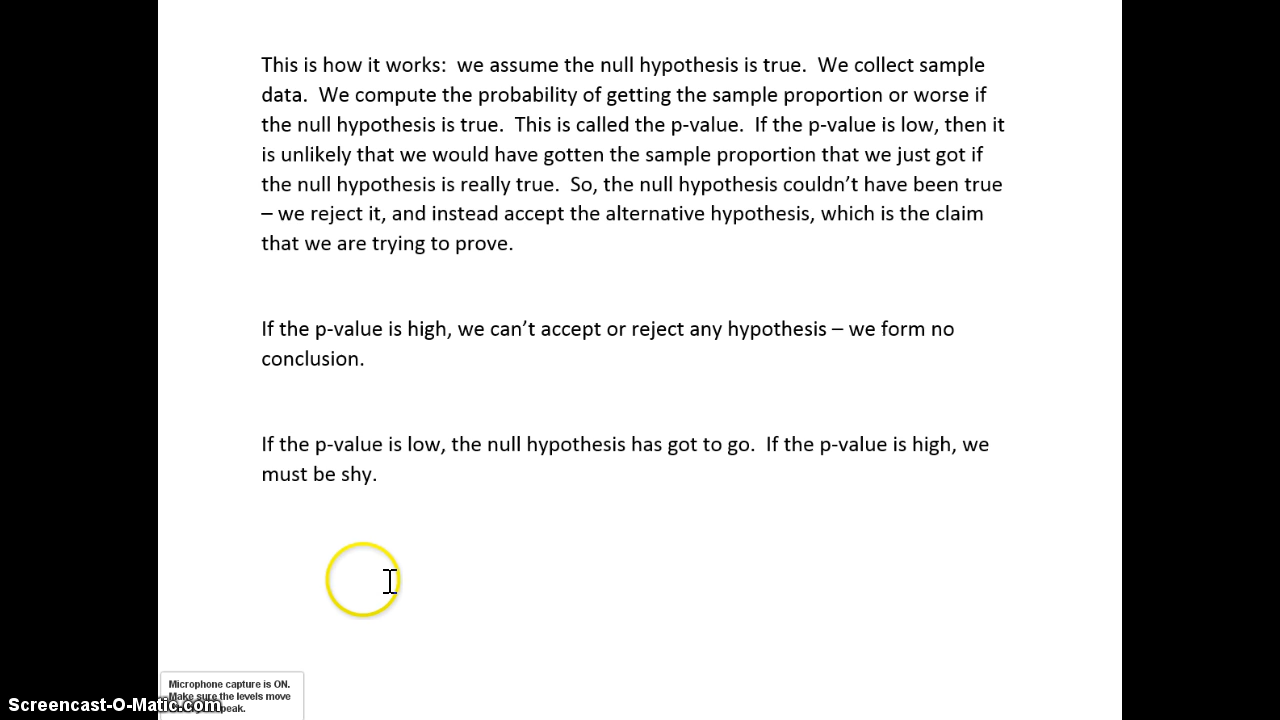 This is how it works:  we assume the null hypothesis is true.  We collect sample
data.  We compute the probability of getting the sample proportion or worse if
the null hypothesis is true.  This is called the p-value.  If the p-value is low, then it
is unlikely that we would have gotten the sample proportion that we just got if
the null hypothesis is really true.  So, the null hypothesis couldn’t have been true
– we reject it, and instead accept the alternative hypothesis, which is the claim
that we are trying to prove.
If the p-value is high, we can’t accept or reject any hypothesis – we form no
conclusion.
If the p-value is low, the null hypothesis has got to go.  If the p-value is high, we
must be shy.
Microphone capture is ON.
Make sure the levels move
peak.
Screencast-O-Matic.com